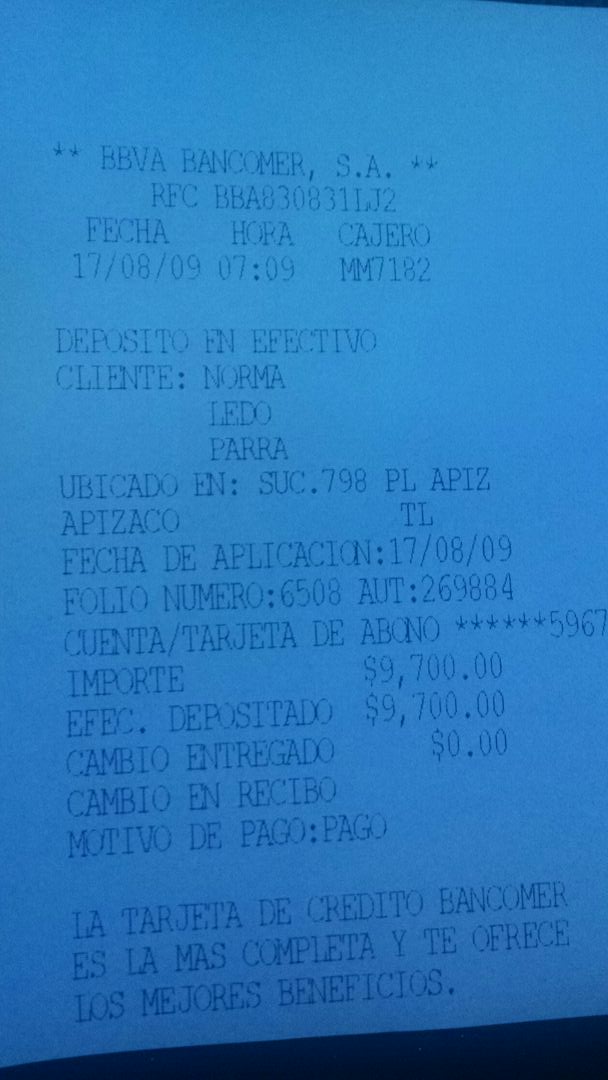 ** BBVA BANCOMER, S.A. **
RFC BBA830831LJ2
FECHA HORA CAJERO
17/08/09 07:09 MM7182
DEPOSITO EN EFECTIVO
CLIENTE: NORMA
LEDO
PARRA
UBICADO EN: SUC.798 PL APIZ
APIZACO TL
FECHA DE APLICACION:17/08/09
FOLIO NUMERO:6508 AUT:269884
CUENTA/TARJETA DE ABONO ******5967
IMPORTE $9,700.00
EFEC. DEPOSITADO $9,700.00
CAMBIO ENTREGADO $0.00
CAMBIO EN RECIBO
MOTIVO DE PAGO:PAGO
LA TARJETA DE CREDITO BANCOMER
ES LA MAS COMPLETA Y TE OFRECE
LOS MEJORES BENEFICIOS.